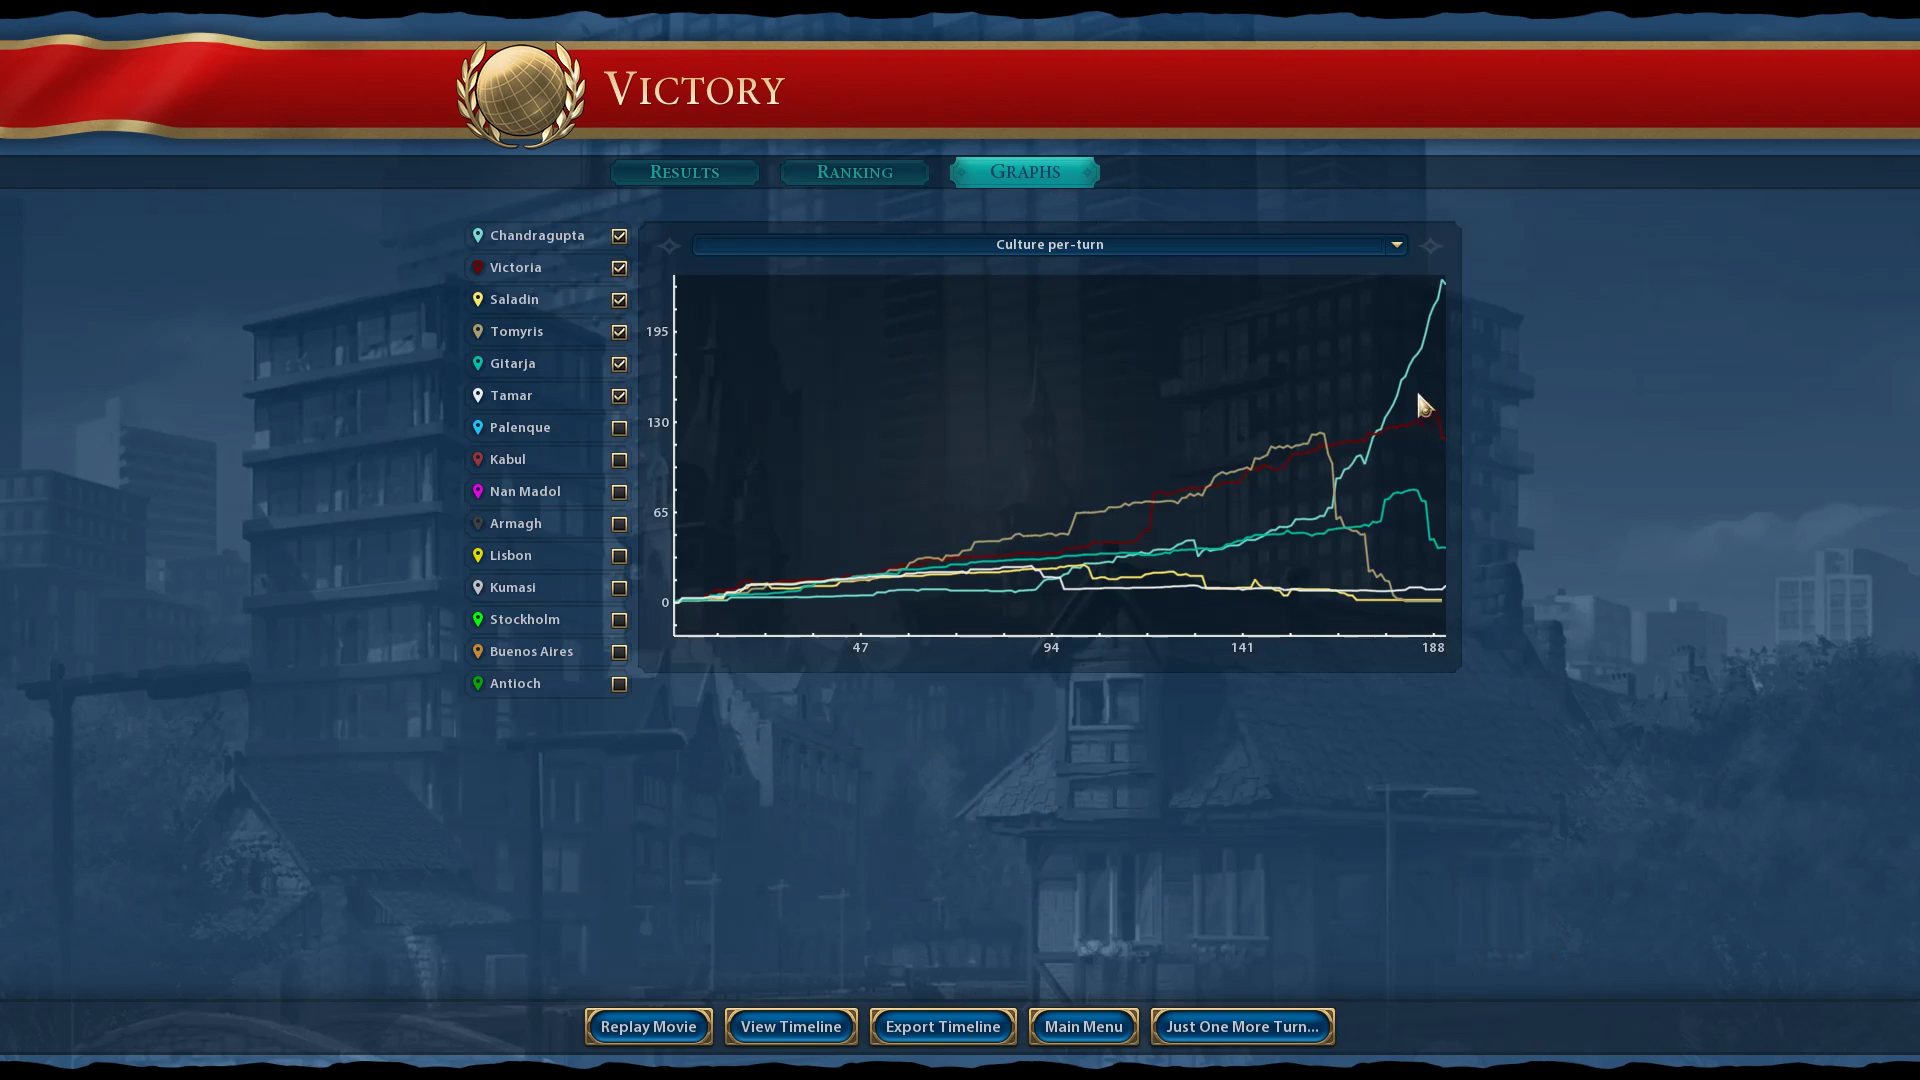 VICTORY
RESULTS RANKING GRAPHS
Chandragupta
Victoria
Saladin
Tomyris
Gitarja
Tamar
Palenque
Kabul
Nan Madol
Armagh
Lisbon
Kumasi
Stockholm
Buenos Aires
Antioch
Culture per-turn
195
130
65
0
47 94 141 188
Replay Movie View Timeline Export Timeline Main Menu Just One More Turn...